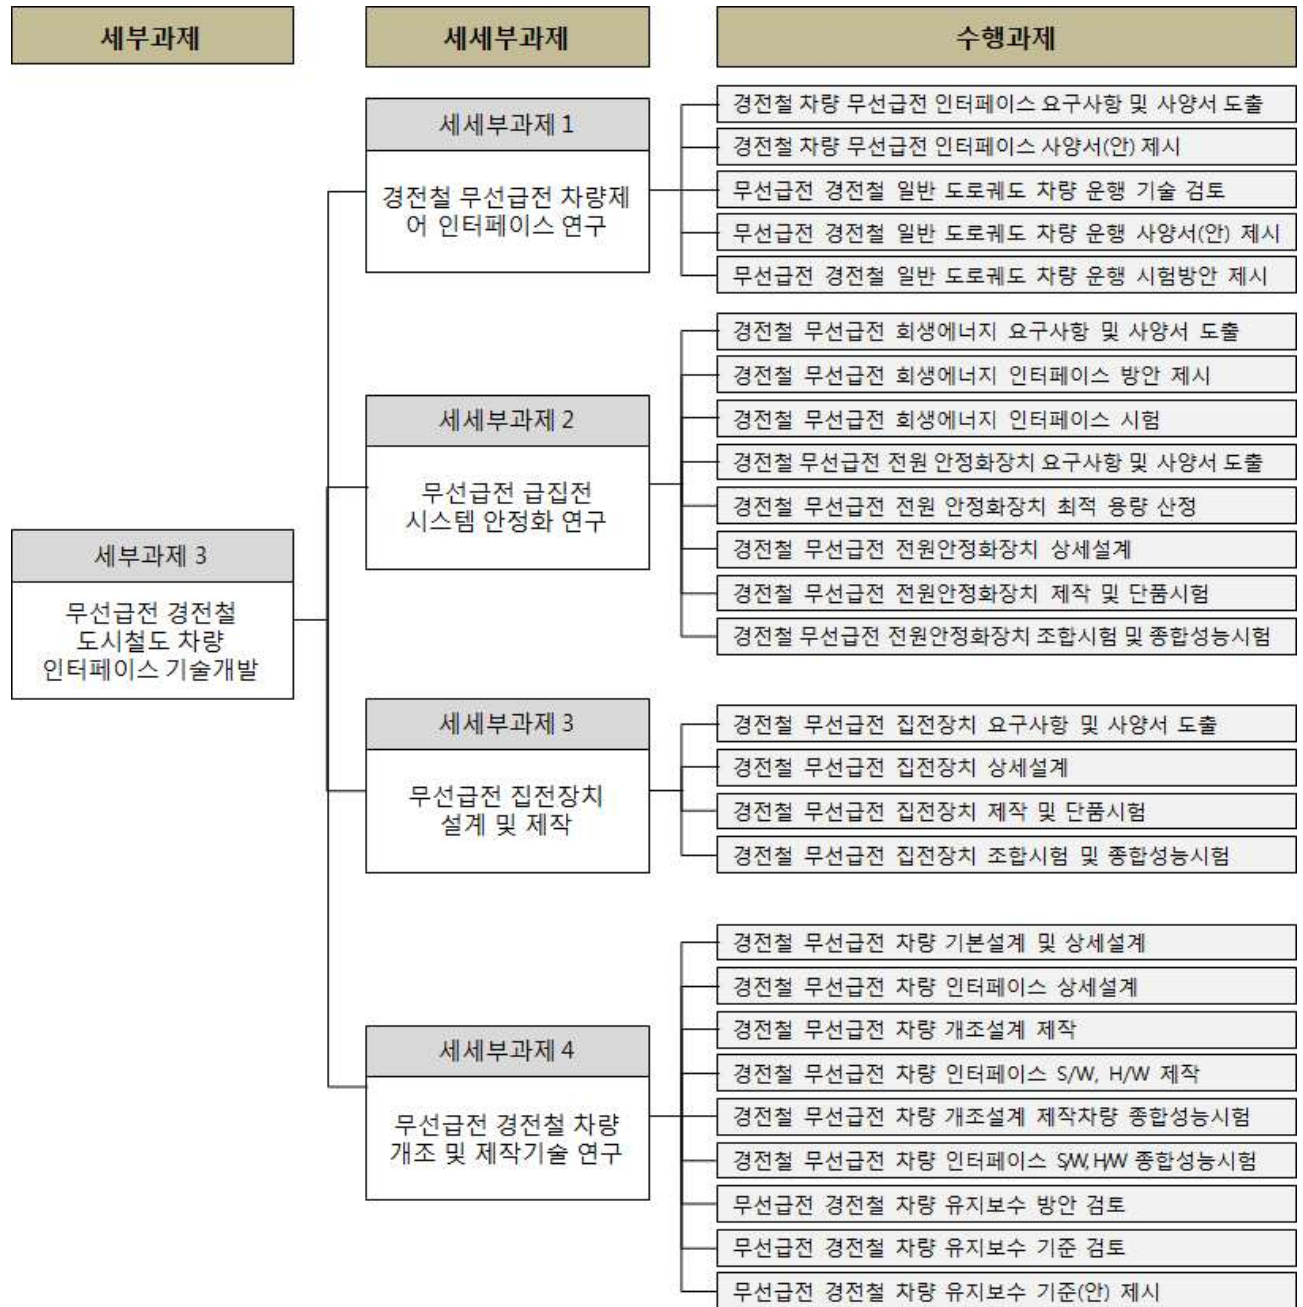 세부과제
세세부과제
수행과제
세부과제 3
무선급전 경전철
도시철도 차량
인터페이스 기술개발
세세부과제 1
경전철 무선급전 차량제
어 인터페이스 연구
경전철 차량 무선급전 인터페이스 요구사항 및 사양서 도출
경전철 차량 무선급전 인터페이스 사양서(안) 제시
무선급전 경전철 일반 도로궤도 차량 운행 기술 검토
무선급전 경전철 일반 도로궤도 차량 운행 사양서(안) 제시
무선급전 경전철 일반 도로궤도 차량 운행 시험방안 제시
세세부과제 2
무선급전 급집전
시스템 안정화 연구
경전철 무선급전 회생에너지 요구사항 및 사양서 도출
경전철 무선급전 회생에너지 인터페이스 방안 제시
경전철 무선급전 회생에너지 인터페이스 시험
경전철 무선급전 전원 안정화장치 요구사항 및 사양서 도출
경전철 무선급전 전원 안정화장치 최적 용량 산정
경전철 무선급전 전원안정화장치 상세설계
경전철 무선급전 전원안정화장치 제작 및 단품시험
경전철 무선급전 전원안정화장치 조합시험 및 종합성능시험
세세부과제 3
무선급전 집전장치
설계 및 제작
경전철 무선급전 집전장치 요구사항 및 사양서 도출
경전철 무선급전 집전장치 상세설계
경전철 무선급전 집전장치 제작 및 단품시험
경전철 무선급전 집전장치 조합시험 및 종합성능시험
세세부과제 4
무선급전 경전철 차량
개조 및 제작기술 연구
경전철 무선급전 차량 기본설계 및 상세설계
경전철 무선급전 차량 인터페이스 상세설계
경전철 무선급전 차량 개조설계 제작
경전철 무선급전 차량 인터페이스 S/W, H/W 제작
경전철 무선급전 차량 개조설계 제작차량 종합성능시험
경전철 무선급전 차량 인터페이스 S/W, H/W 종합성능시험
무선급전 경전철 차량 유지보수 방안 검토
무선급전 경전철 차량 유지보수 기준 검토
무선급전 경전철 차량 유지보수 기준(안) 제시